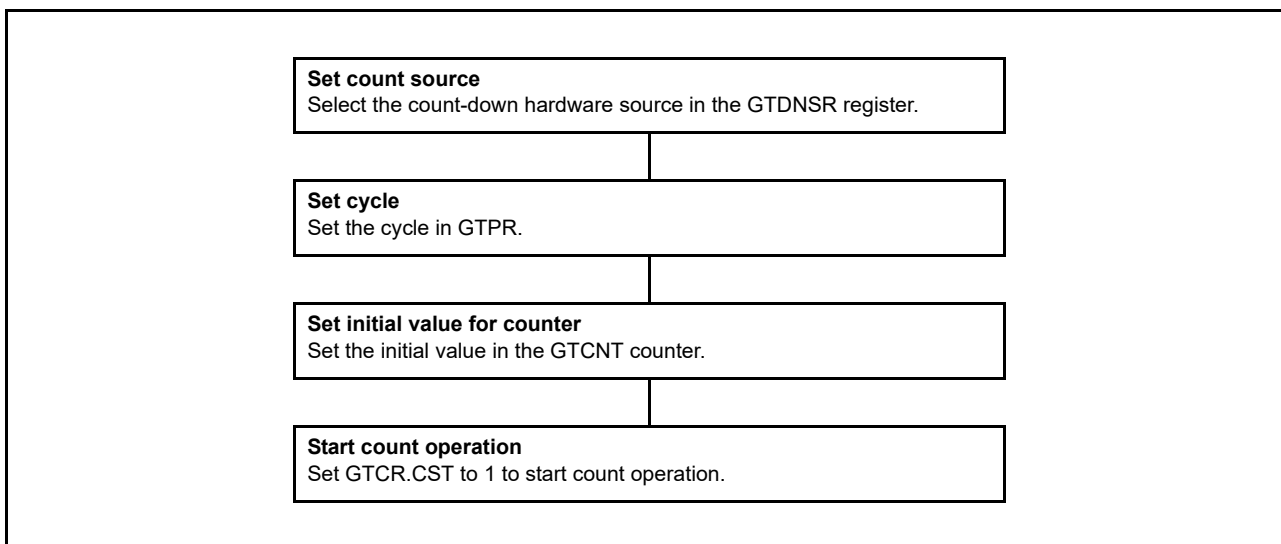 Set count source
Select the count-down hardware source in the GTDNSR register.
Set cycle
Set the cycle in GTPR.
Set initial value for counter
Set the initial value in the GTCNT counter.
Start count operation
Set GTCR.CST to 1 to start count operation.